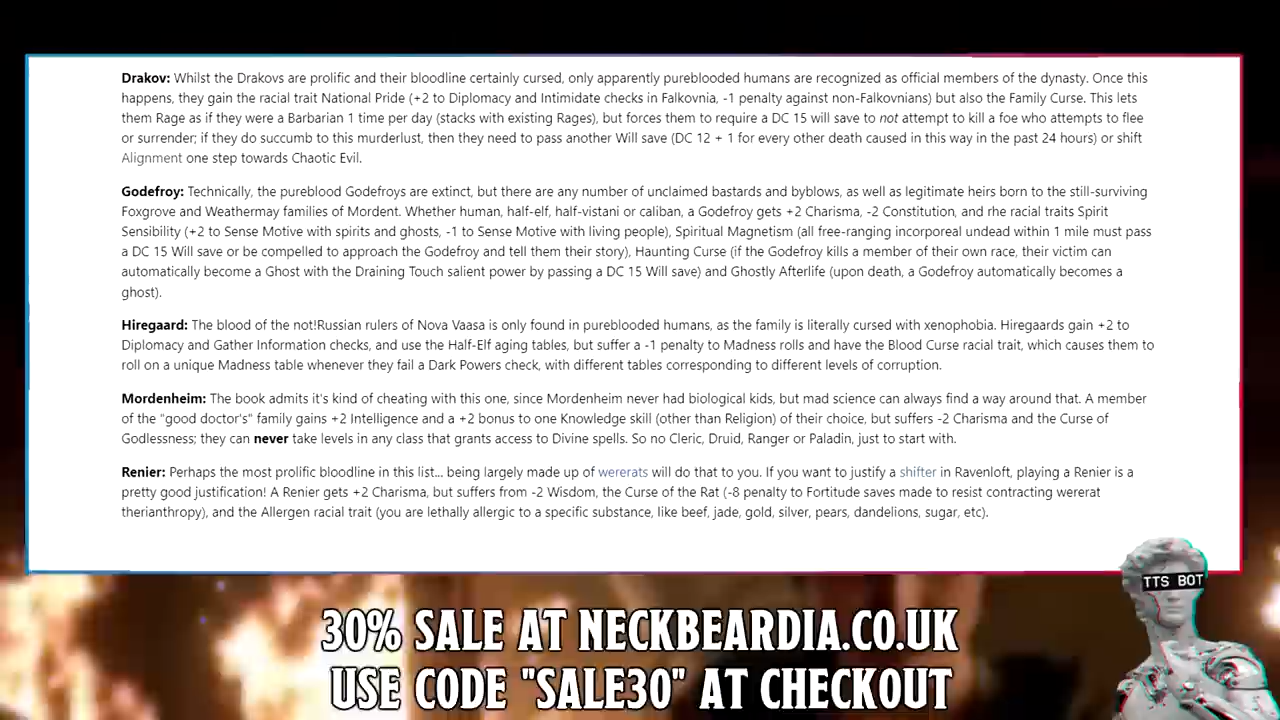 Drakov: Whilst the Drakovs are prolific and their bloodline certainly cursed, only apparently pureblooded humans are recognized as official members of the dynasty. Once this
happens, they gain the racial trait National Pride (+2 to Diplomacy and Intimidate checks in Falkovnia, -1 penalty against non-Falkovnians) but also the Family Curse. This lets
them Rage as if they were a Barbarian 1 time per day (stacks with existing Rages), but forces them to require a DC 15 will save to not attempt to kill a foe who attempts to flee
or surrender; if they do succumb to this murderlust, then they need to pass another Will save (DC 12 + 1 for every other death caused in this way in the past 24 hours) or shift
Alignment one step towards Chaotic Evil.
Godefroy: Technically, the pureblood Godefroys are extinct, but there are any number of unclaimed bastards and byblows, as well as legitimate heirs born to the still-surviving
Foxgrove and Weathermay families of Mordent. Whether human, half-elf, half-vistani or caliban, a Godefroy gets +2 Charisma, -2 Constitution, and rhe racial traits Spirit
Sensibility (+2 to Sense Motive with spirits and ghosts, -1 to Sense Motive with living people), Spiritual Magnetism (all free-ranging incorporeal undead within 1 mile must pass
a DC 15 Will save or be compelled to approach the Godefroy and tell them their story), Haunting Curse (if the Godefroy kills a member of their own race, their victim can
automatically become a Ghost with the Draining Touch salient power by passing a DC 15 Will save) and Ghostly Afterlife (upon death, a Godefroy automatically becomes a
ghost).
Hiregaard: The blood of the not!Russian rulers of Nova Vaasa is only found in pureblooded humans, as the family is literally cursed with xenophobia. Hiregaards gain +2 to
Diplomacy and Gather Information checks, and use the Half-Elf aging tables, but suffer a -1 penalty to Madness rolls and have the Blood Curse racial trait, which causes them to
roll on a unique Madness table whenever they fail a Dark Powers check, with different tables corresponding to different levels of corruption.
Mordenheim: The book admits it's kind of cheating with this one, since Mordenheim never had biological kids, but mad science can always find a way around that. A member
of the "good doctor's" family gains +2 Intelligence and a +2 bonus to one Knowledge skill (other than Religion) of their choice, but suffers -2 Charisma and the Curse of
Godlessness; they can never take levels in any class that grants access to Divine spells. So no Cleric, Druid, Ranger or Paladin, just to start with.
Renier: Perhaps the most prolific bloodline in this list... being largely made up of wererats will do that to you. If you want to justify a shifter in Ravenloft, playing a Renier is a
pretty good justification! A Renier gets +2 Charisma, but suffers from -2 Wisdom, the Curse of the Rat (-8 penalty to Fortitude saves made to resist contracting wererat
therianthropy), and the Allergen racial trait (you are lethally allergic to a specific substance, like beef, jade, gold, silver, pears, dandelions, sugar, etc).
TTS BOT
30% SALE AT NECKBEARDIA.CO.UK
USE CODE "SALE30" AT CHECKOUT